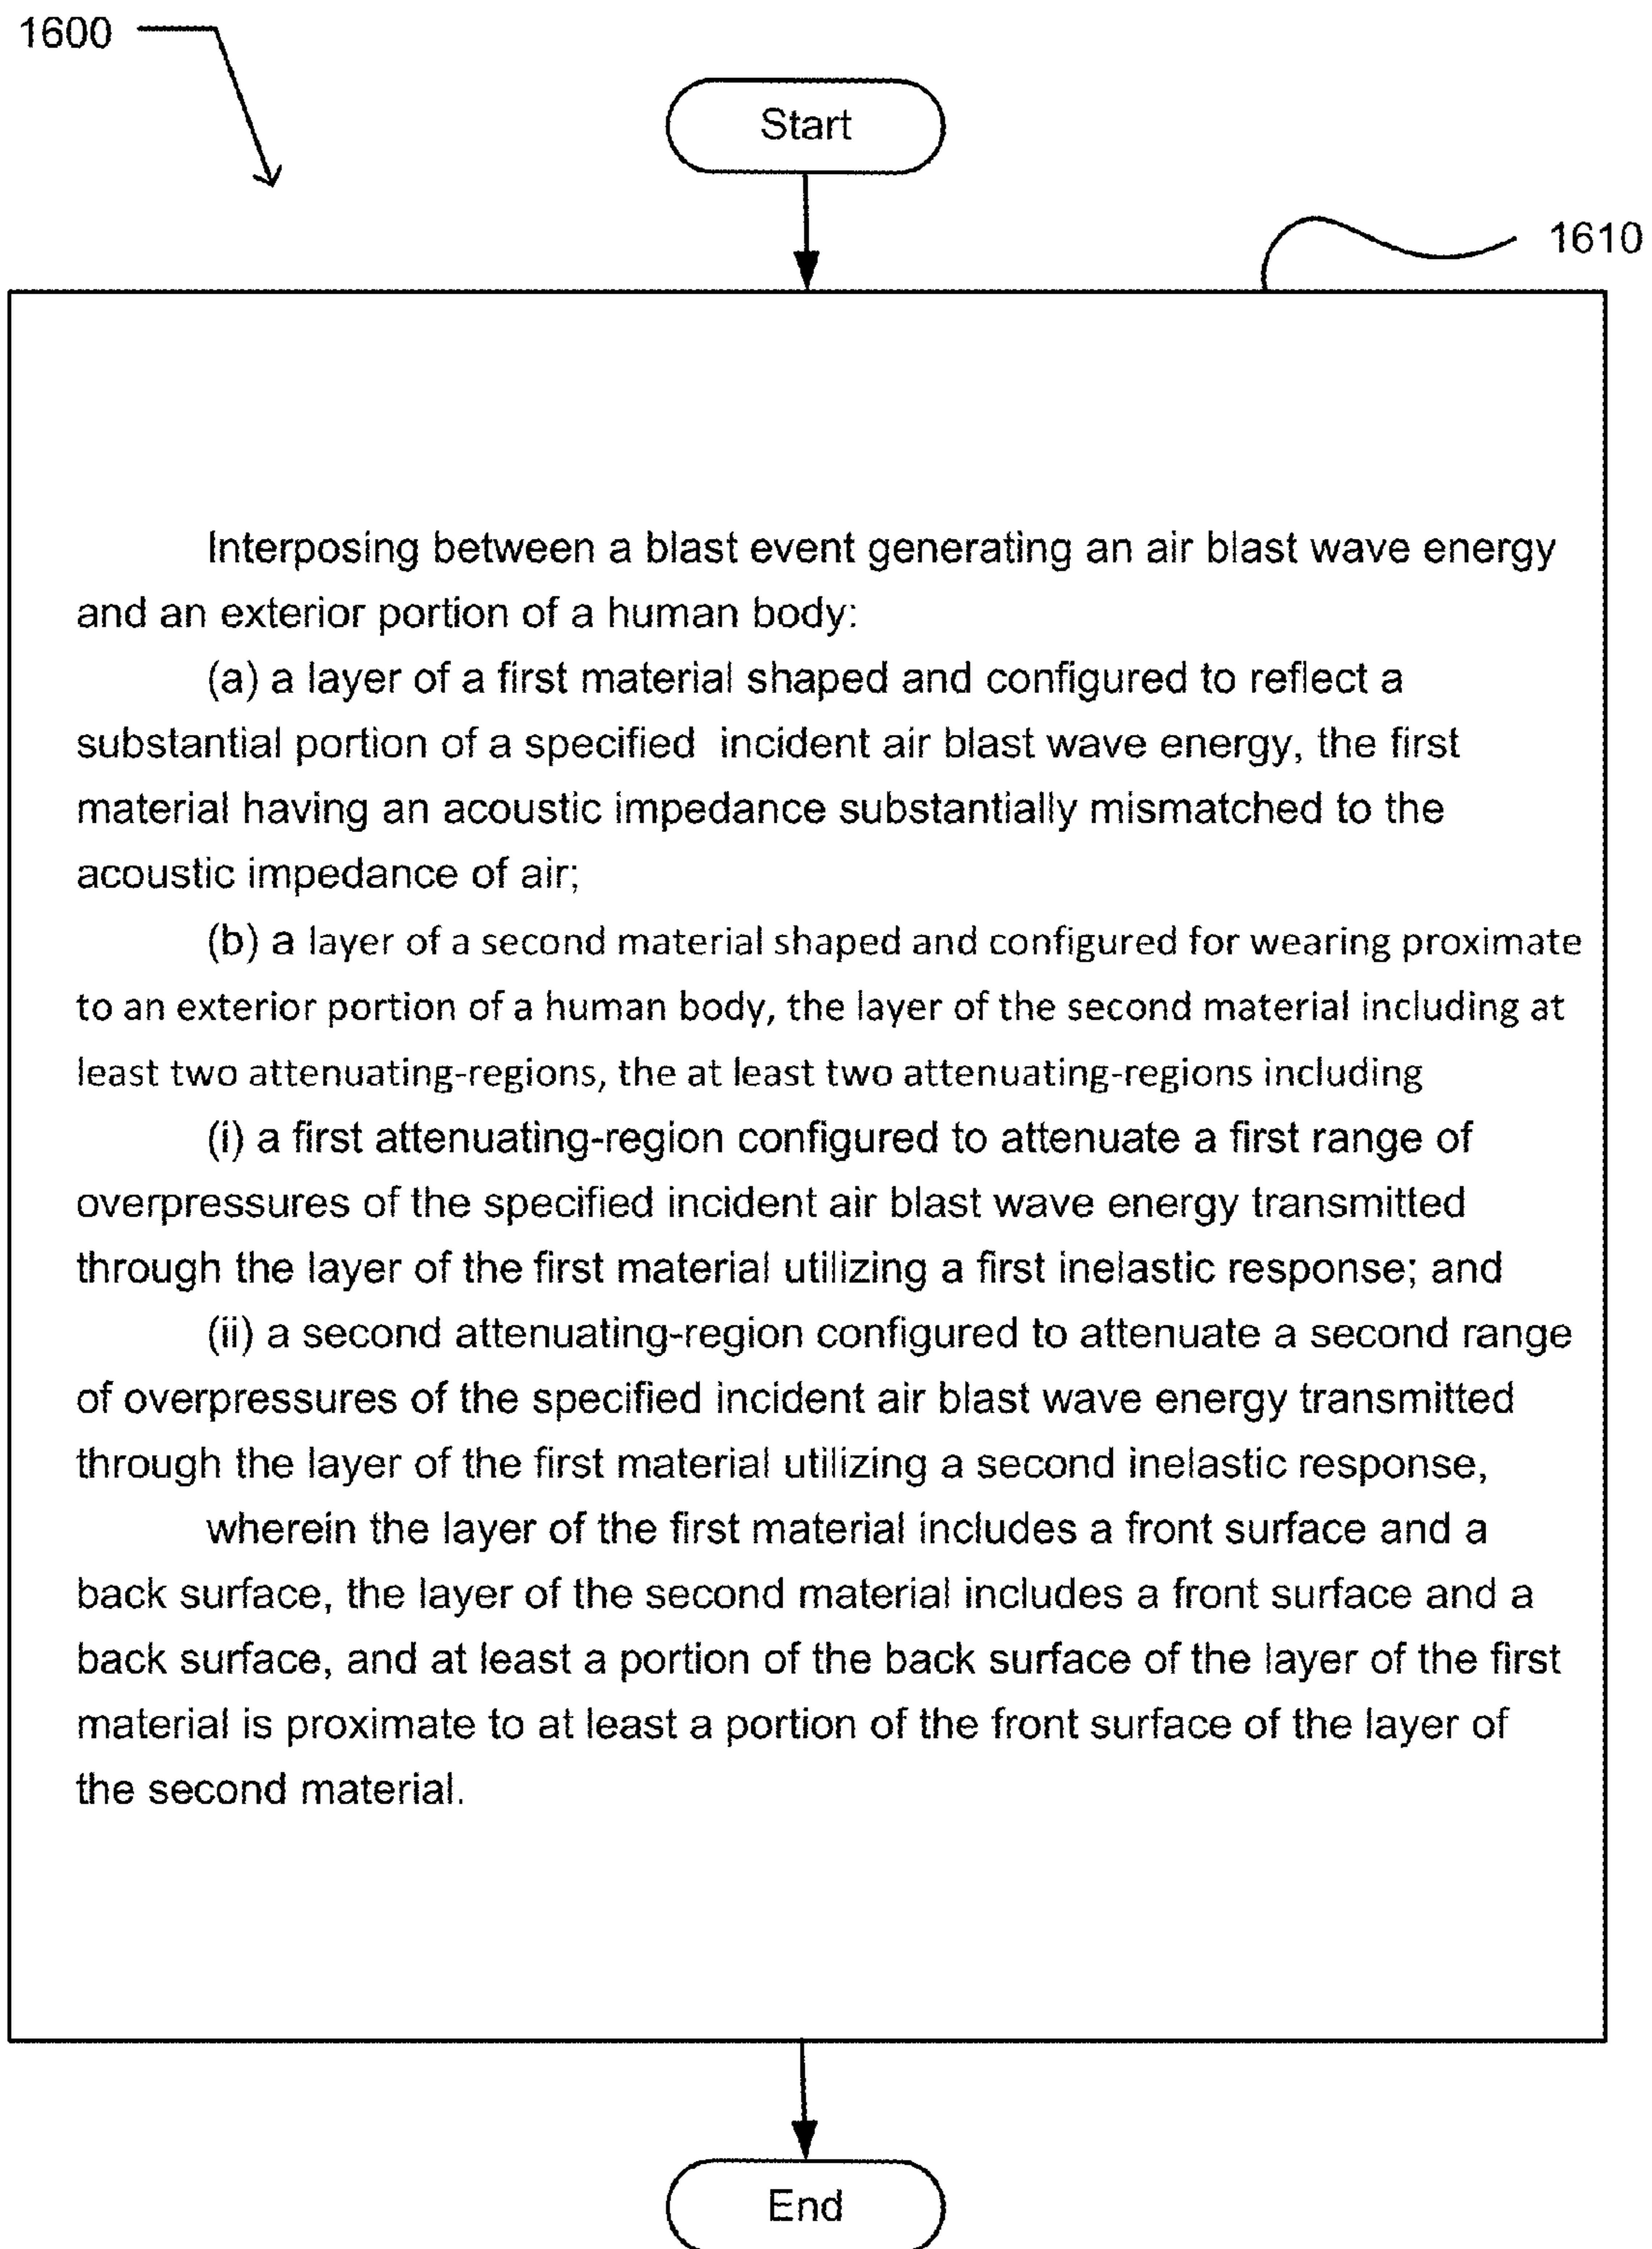 1600
Start
1610
Interposing between a blast event generating an air blast wave energy
and an exterior portion of a human body:
(a) a layer of a first material shaped and configured to reflect a
substantial portion of a specified incident air blast wave energy, the first
material having an acoustic impedance substantially mismatched to the
acoustic impedance of air;
(b) a layer of a second material shaped and configured for wearing proximate
to an exterior portion of a human body, the layer of the second material including at
least two attenuating-regions, the at least two attenuating-regions including
(i) a first attenuating-region configured to attenuate a first range of
overpressures of the specified incident air blast wave energy transmitted
through the layer of the first material utilizing a first inelastic response; and
(ii) a second attenuating-region configured to attenuate a second range
of overpressures of the specified incident air blast wave energy transmitted
through the layer of the first material utilizing a second inelastic response,
wherein the layer of the first material includes a front surface and a
back surface, the layer of the second material includes a front surface and a
back surface, and at least a portion of the back surface of the layer of the first
material is proximate to at least a portion of the front surface of the layer of
the second material.
End